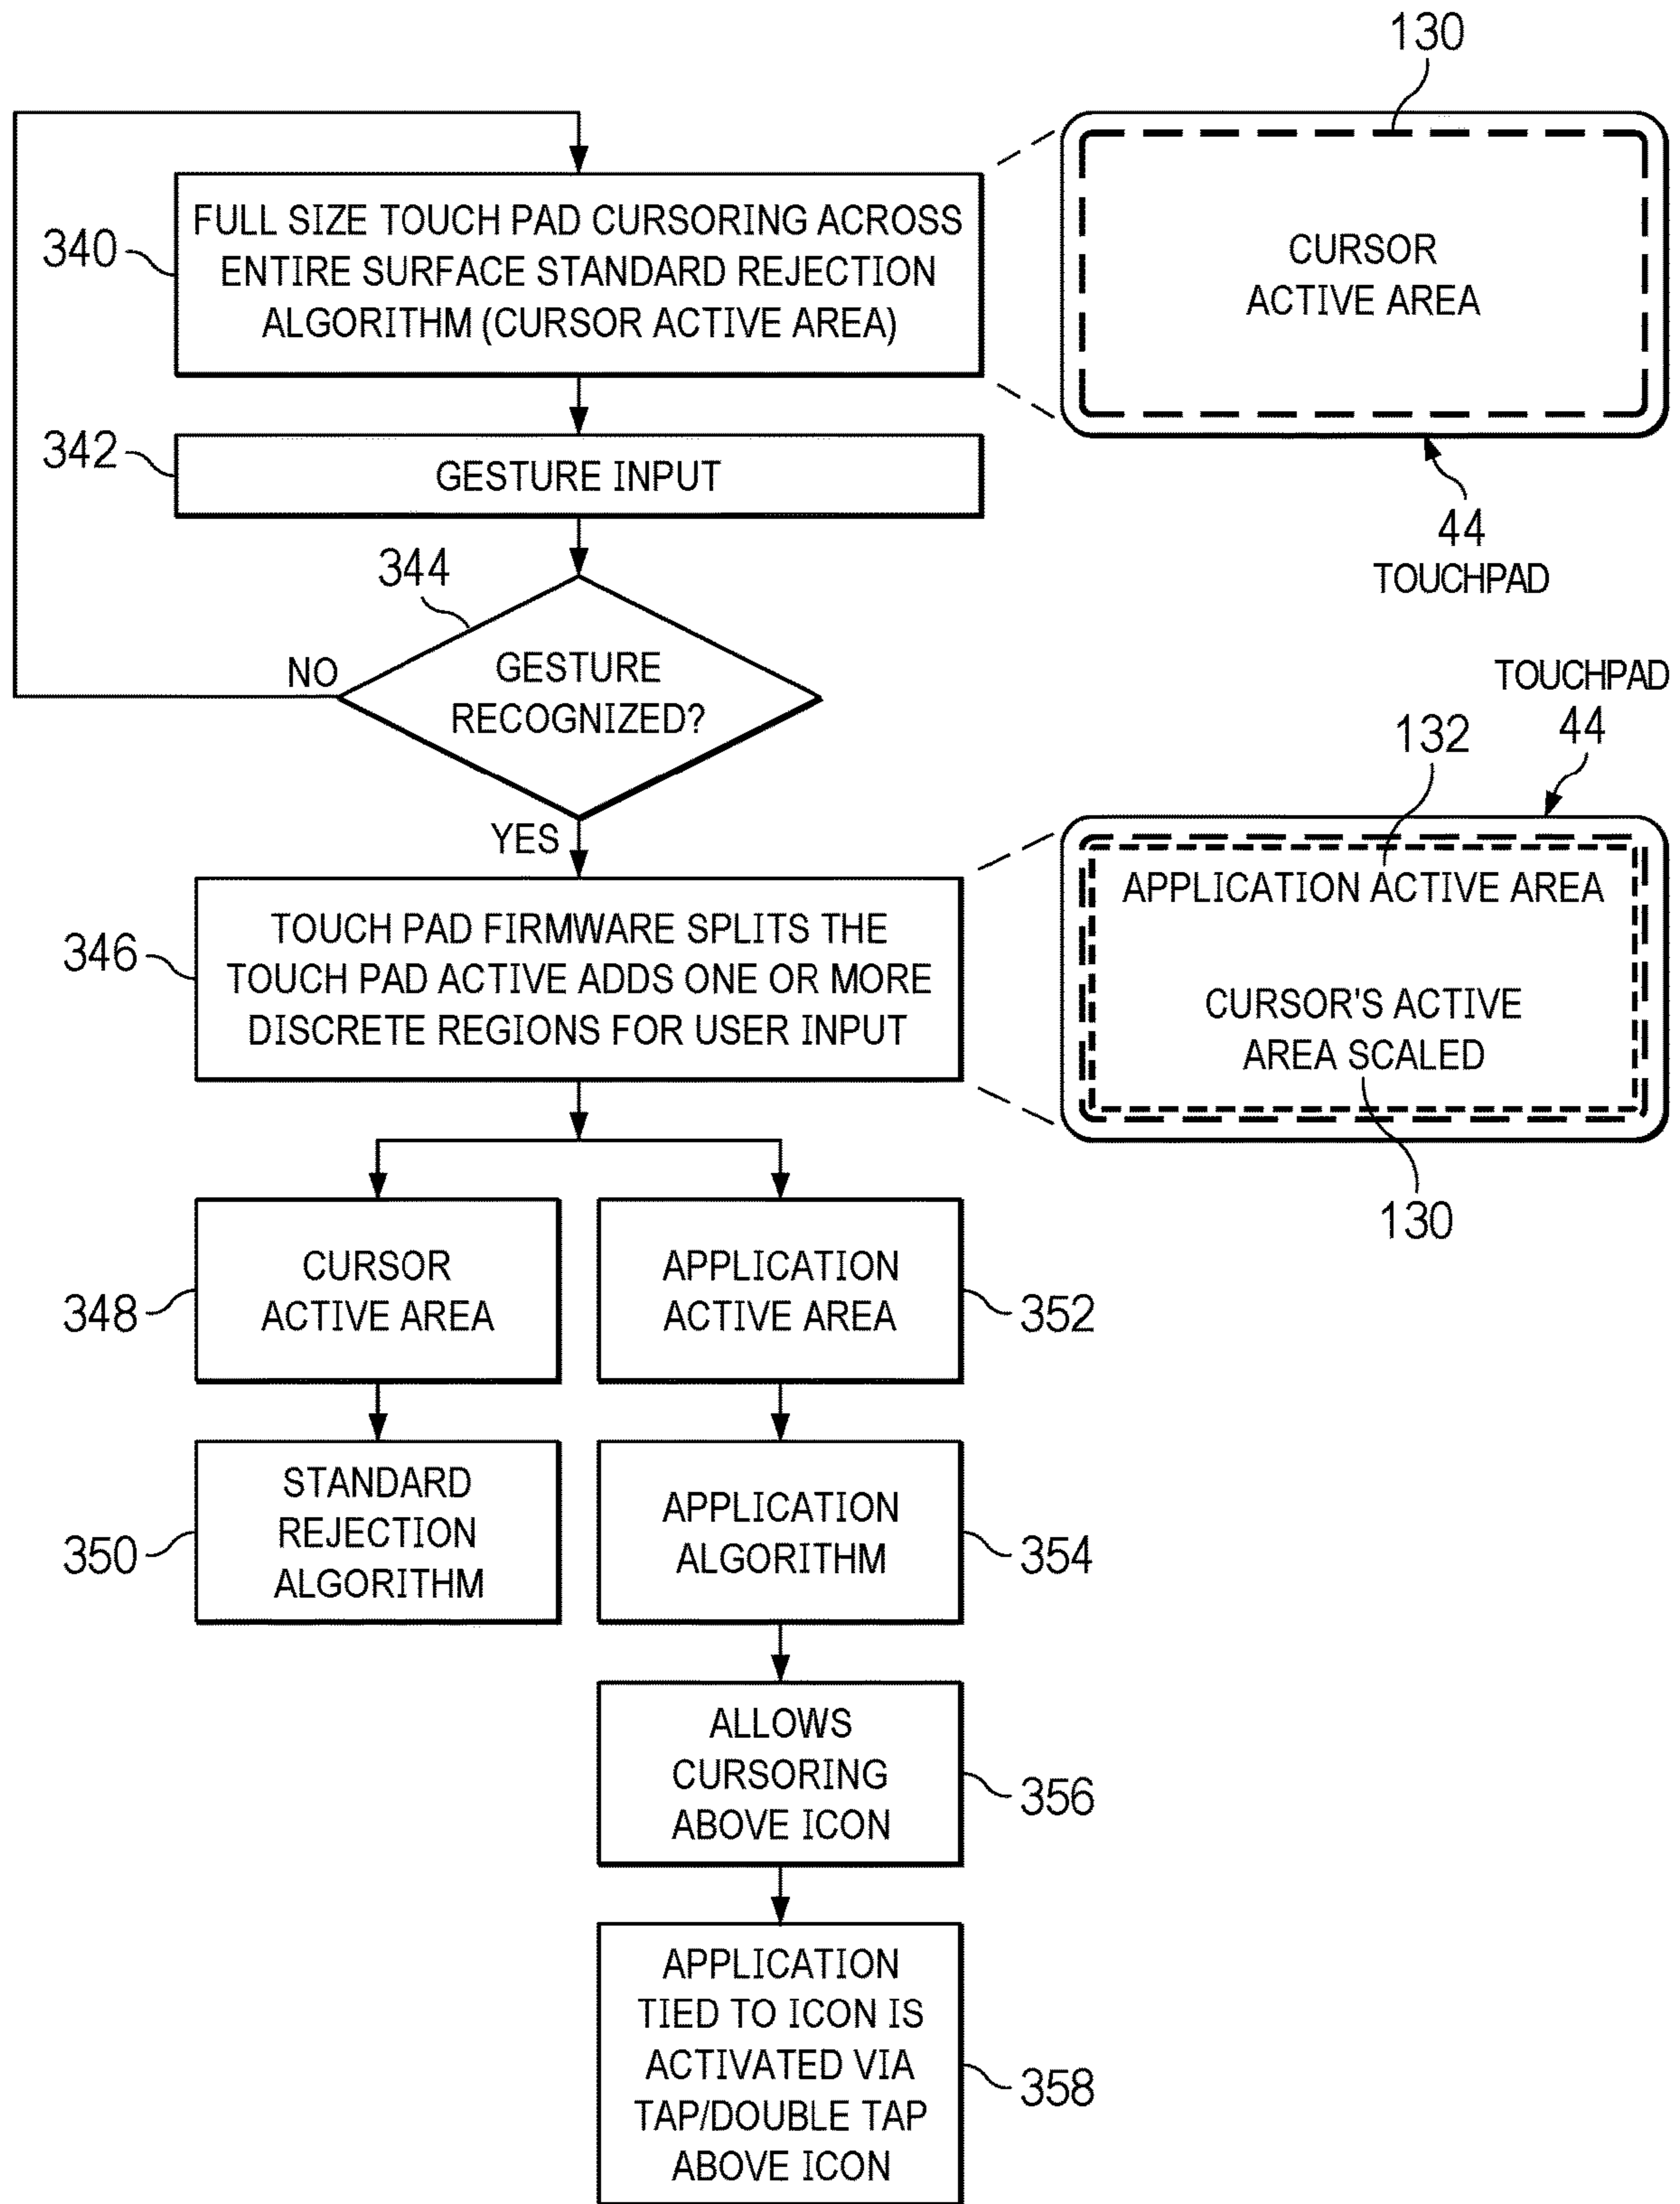 130
FULL SIZE TOUCH PAD CURSORING ACROSS
ENTIRE SURFACE STANDARD REJECTION
ALGORITHM (CURSOR ACTIVE AREA)
340
CURSOR
ACTIVE AREA
342
GESTURE INPUT
44
TOUCHPAD
344
NO
GESTURE
RECOGNIZED?
YES
TOUCHPAD
44
132
346
TOUCH PAD FIRMWARE SPLITS THE
TOUCH PAD ACTIVE ADDS ONE OR MORE
DISCRETE REGIONS FOR USER INPUT
APPLICATION ACTIVE AREA
CURSOR'S ACTIVE
AREA SCALED
130
348
CURSOR
ACTIVE AREA
APPLICATION
ACTIVE AREA
352
350
STANDARD
REJECTION
ALGORITHM
APPLICATION
ALGORITHM
354
ALLOWS
CURSORING
ABOVE ICON
356
APPLICATION
TIED TO ICON IS
ACTIVATED VIA
TAP/DOUBLE TAP
ABOVE ICON
358